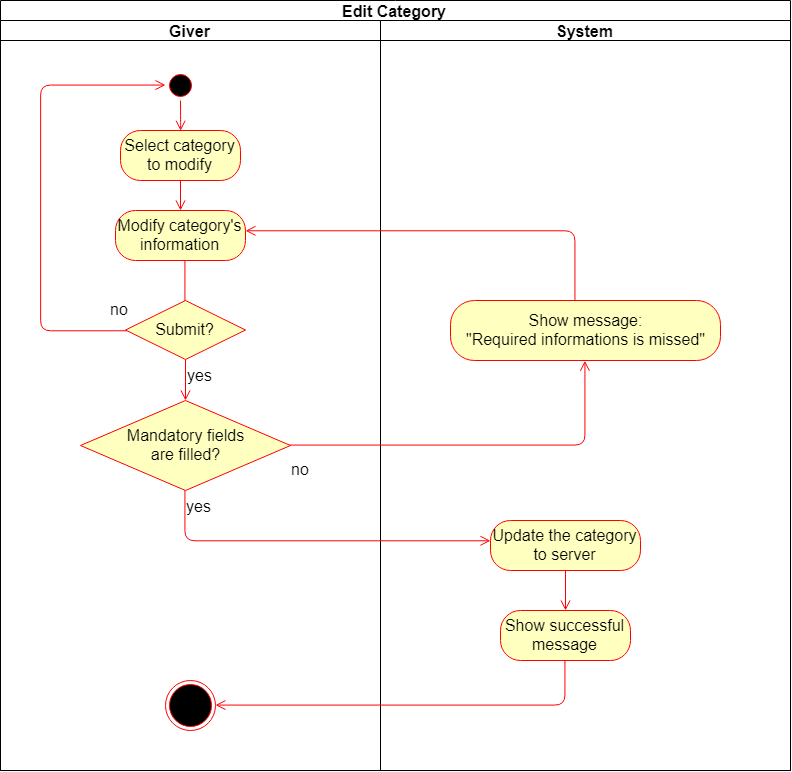 Edit Category
Giver
System
Select category
to modify
Modify category's
information
no
Submit?
Show message:
"Required informations is missed"
yes
Mandatory fields
are filled?
no
yes
Update the category
to server
Show successful
message